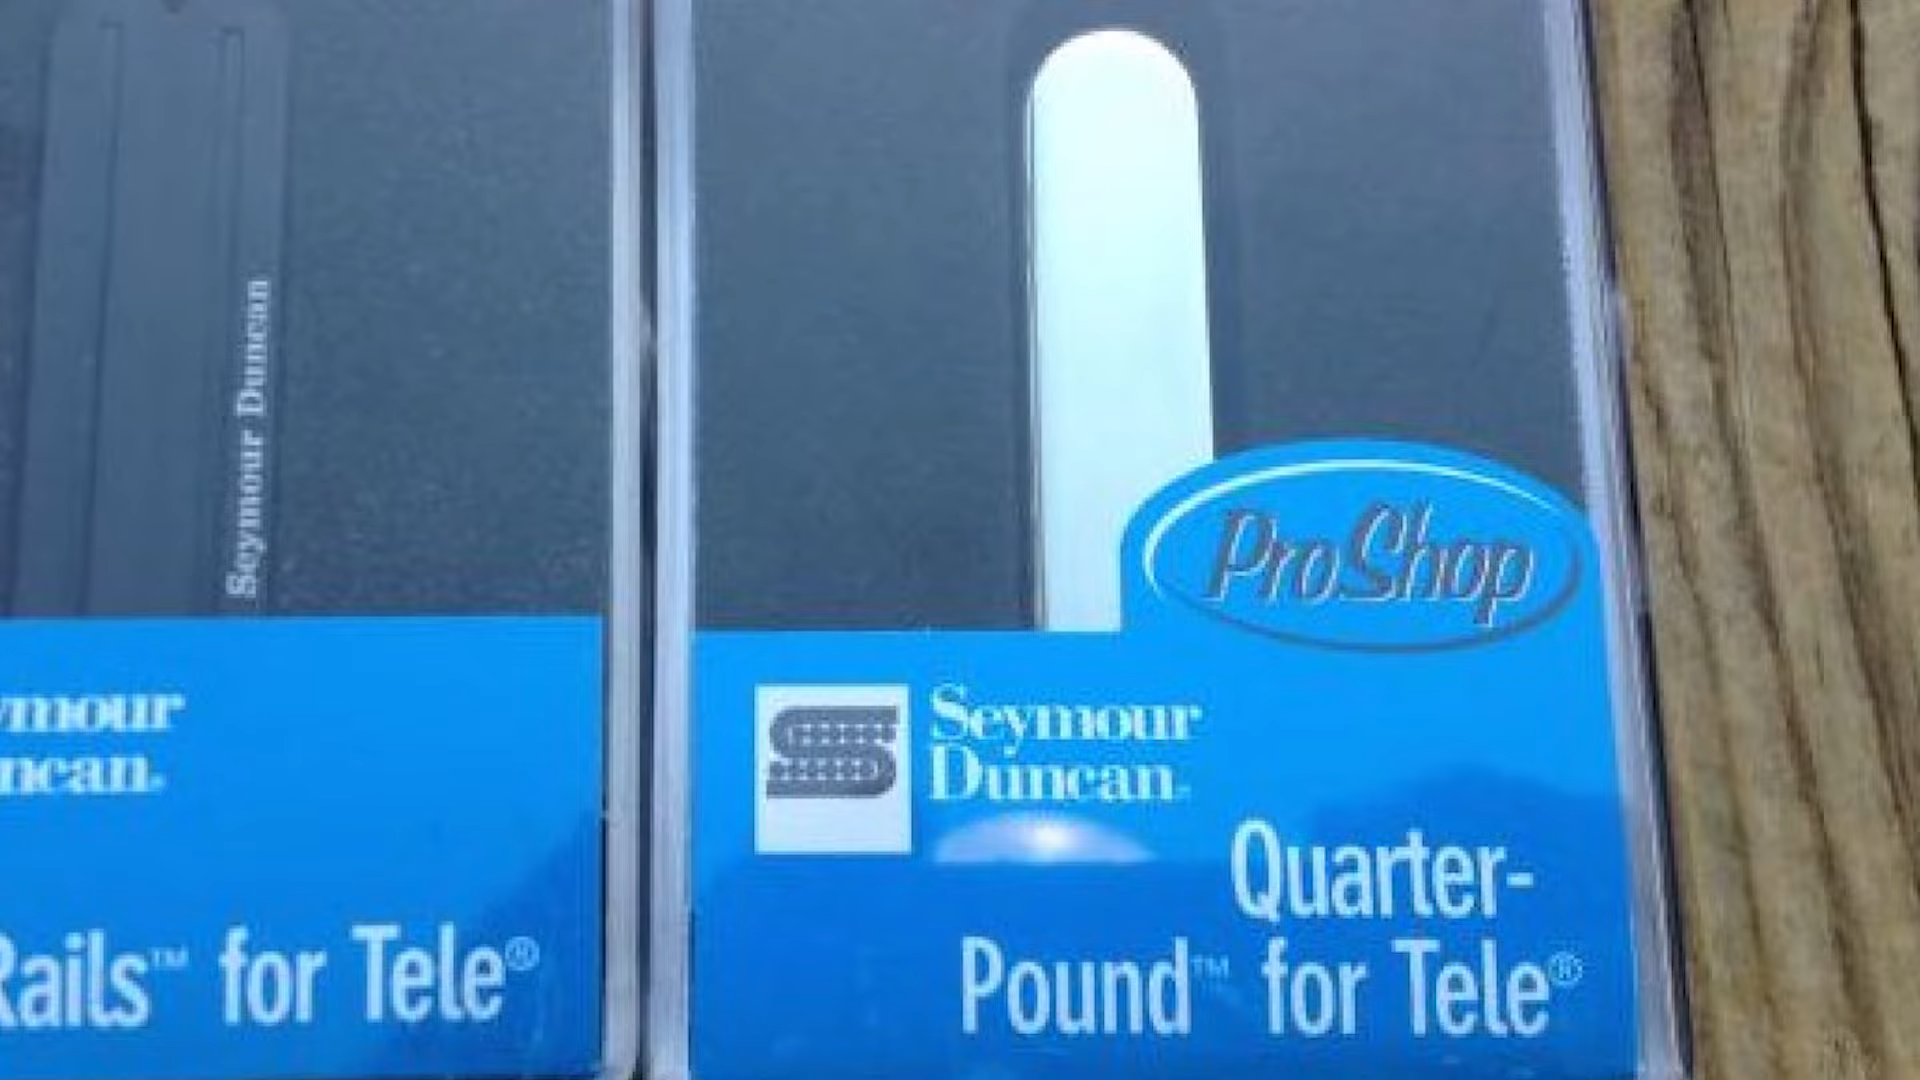 Seymour Duncan
ymour
ncan.
Rails™ for Tele®
ProShop
Seymour
Duncan.
Quarter-
Pound™ for Tele®